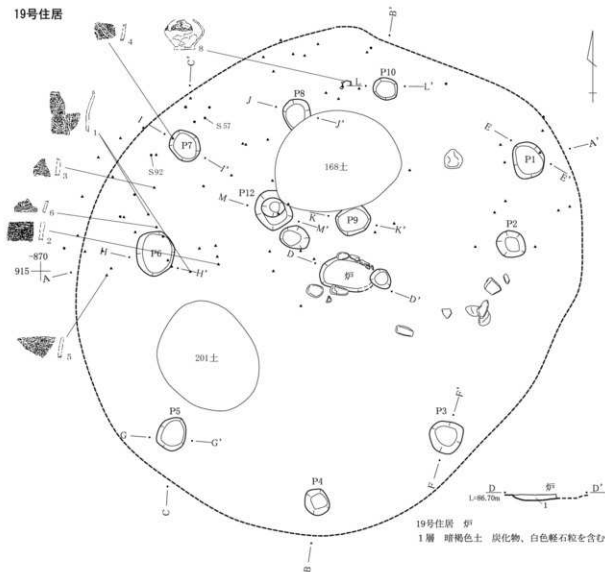 19号住居
4
8
B'
C'
L
P10
L'
P8
J
J'
S57
I
P7
I'
S92
1
3
6
2
5
168土
E
A'
P1
E'
M
P12
M'
K
P9
K'
P2
D
炉
D'
-870
915
A
H
P6
H'
201土
F'
P5
G
G'
P3
F
C
P4
B
D 炉 D'
L=86.70m
1
19号住居 炉
1層 暗褐色土 炭化物、白色軽石粒を含む